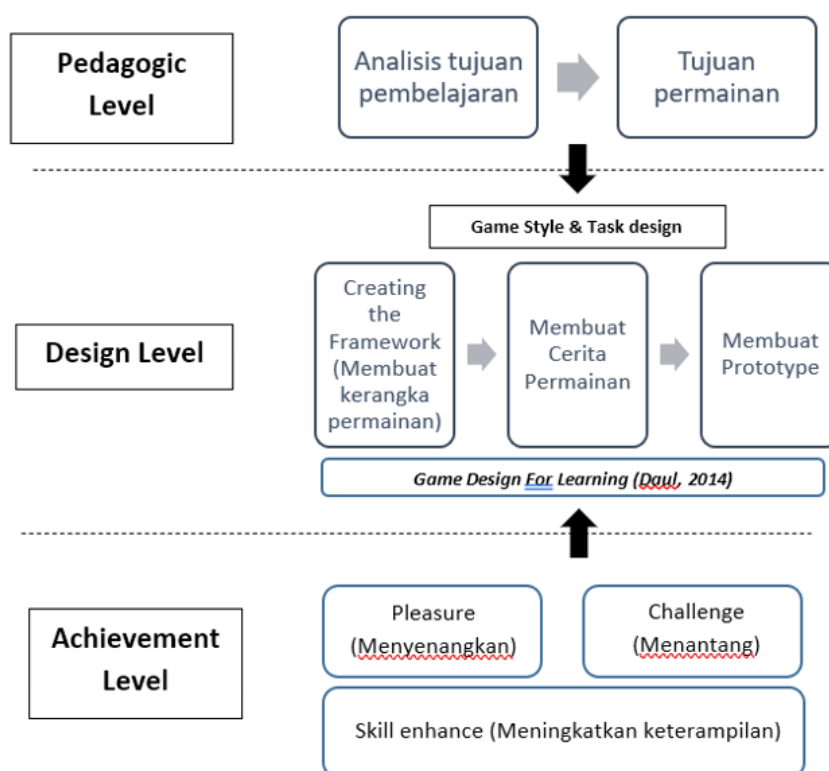 Pedagogic
Level
Analisis tujuan
pembelajaran
Tujuan
permainan
Game Style & Task design
Design Level
Creating
the
Framework
(Membuat
kerangka
permainan)
Membuat
Cerita
Permainan
Membuat
Prototype
Game Design For Learning (Daul, 2014)
Achievement
Level
Pleasure
(Menyenangkan)
Challenge
(Menantang)
Skill enhance (Meningkatkan keterampilan)